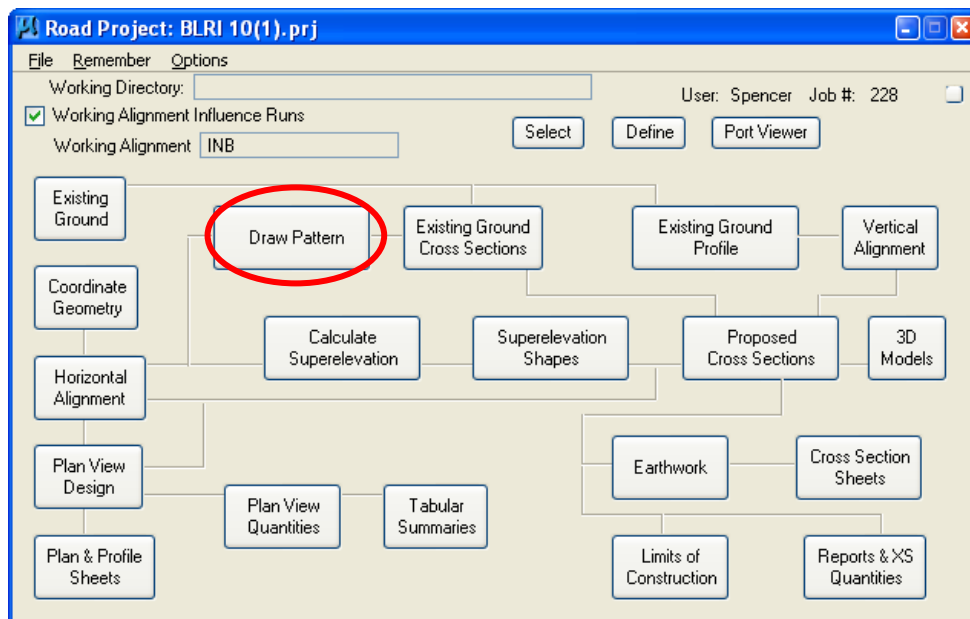 Road Project: BLRI 10(1).prj
File Remember Options
Working Directory:
User: Spencer Job #: 228
Working Alignment Influence Runs
Select Define Port Viewer
Working Alignment INB
Existing
Ground
Draw Pattern
Existing Ground
Cross Sections
Existing Ground
Profile
Vertical
Alignment
Coordinate
Geometry
Calculate
Superelevation
Superelevation
Shapes
Proposed
Cross Sections
3D
Models
Horizontal
Alignment
Plan View
Design
Earthwork
Cross Section
Sheets
Plan View
Quantities
Tabular
Summaries
Plan & Profile
Sheets
Limits of
Construction
Reports & XS
Quantities